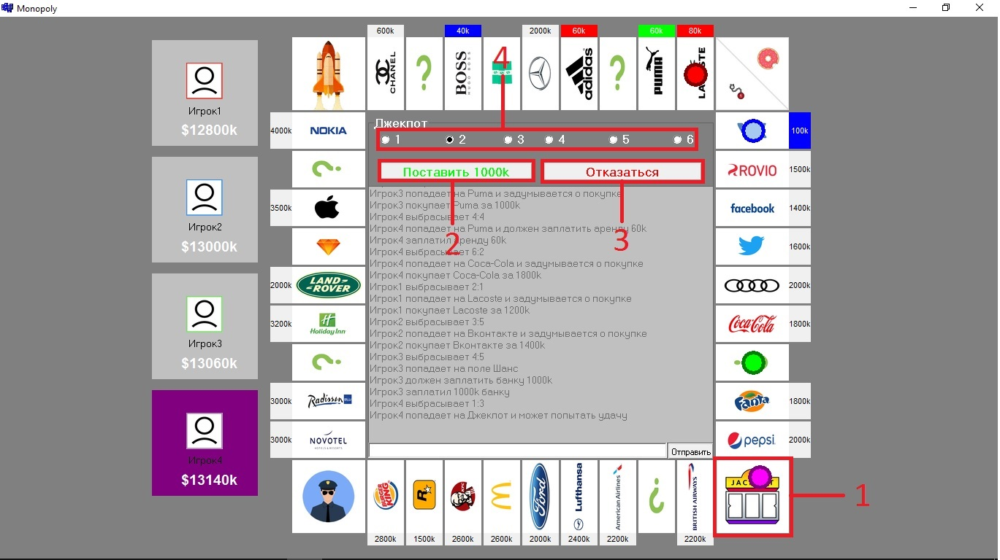 Monopoly
600k
40k
2000k
60k
60k
80k
CHANEL
BOSS
HUGO BOSS
4
adidas
PUMA
Игрок1
$12800k
Игрок2
$13000k
Игрок3
$13060k
Игрок4
$13140k
4000k NOKIA
3500k
2000k LAND ROVER
3200k Holiday Inn
3000k Radisson BLU
3000k NOVOTEL
HOTELS & RESORTS
Джекпот
1 2 3 4 5 6
Поставить 1000k Отказаться
Игрок3 попадает на Puma и задумывается о покупке
Игрок3 покупает Puma за 1000k
Игрок4 выбрасывает 4:4
Игрок4 попадает на Puma и должен заплатить аренду 60k
Игрок4 заплатил аренду 60k
Игрок4 выбрасывает 6:2
Игрок4 попадает на Coca-Cola и задумывается о покупке
Игрок4 покупает Coca-Cola за 1800k
Игрок1 выбрасывает 2:1
Игрок1 попадает на Lacoste и задумывается о покупке
Игрок1 покупает Lacoste за 1200k
Игрок2 выбрасывает 3:5
Игрок2 попадает на Вконтакте и задумывается о покупке
Игрок2 покупает Вконтакте за 1400k
Игрок3 выбрасывает 4:5
Игрок3 попадает на поле Шанс
Игрок3 должен заплатить банку 1000k
Игрок3 заплатил 1000k банку
Игрок4 выбрасывает 1:3
Игрок4 попадает на Джекпот и может попытать удачу
2
3
Отправить
100k
ROVIO 1500k
facebook 1400k
1600k
2000k
Coca-Cola 1800k
Fanta 1800k
pepsi 2000k
1
BURGER KING
R
KFC
Ford
Lufthansa
American Airlines
BRITISH AIRWAYS
2800k
1500k
2600k
2600k
2000k
2400k
2200k
2200k